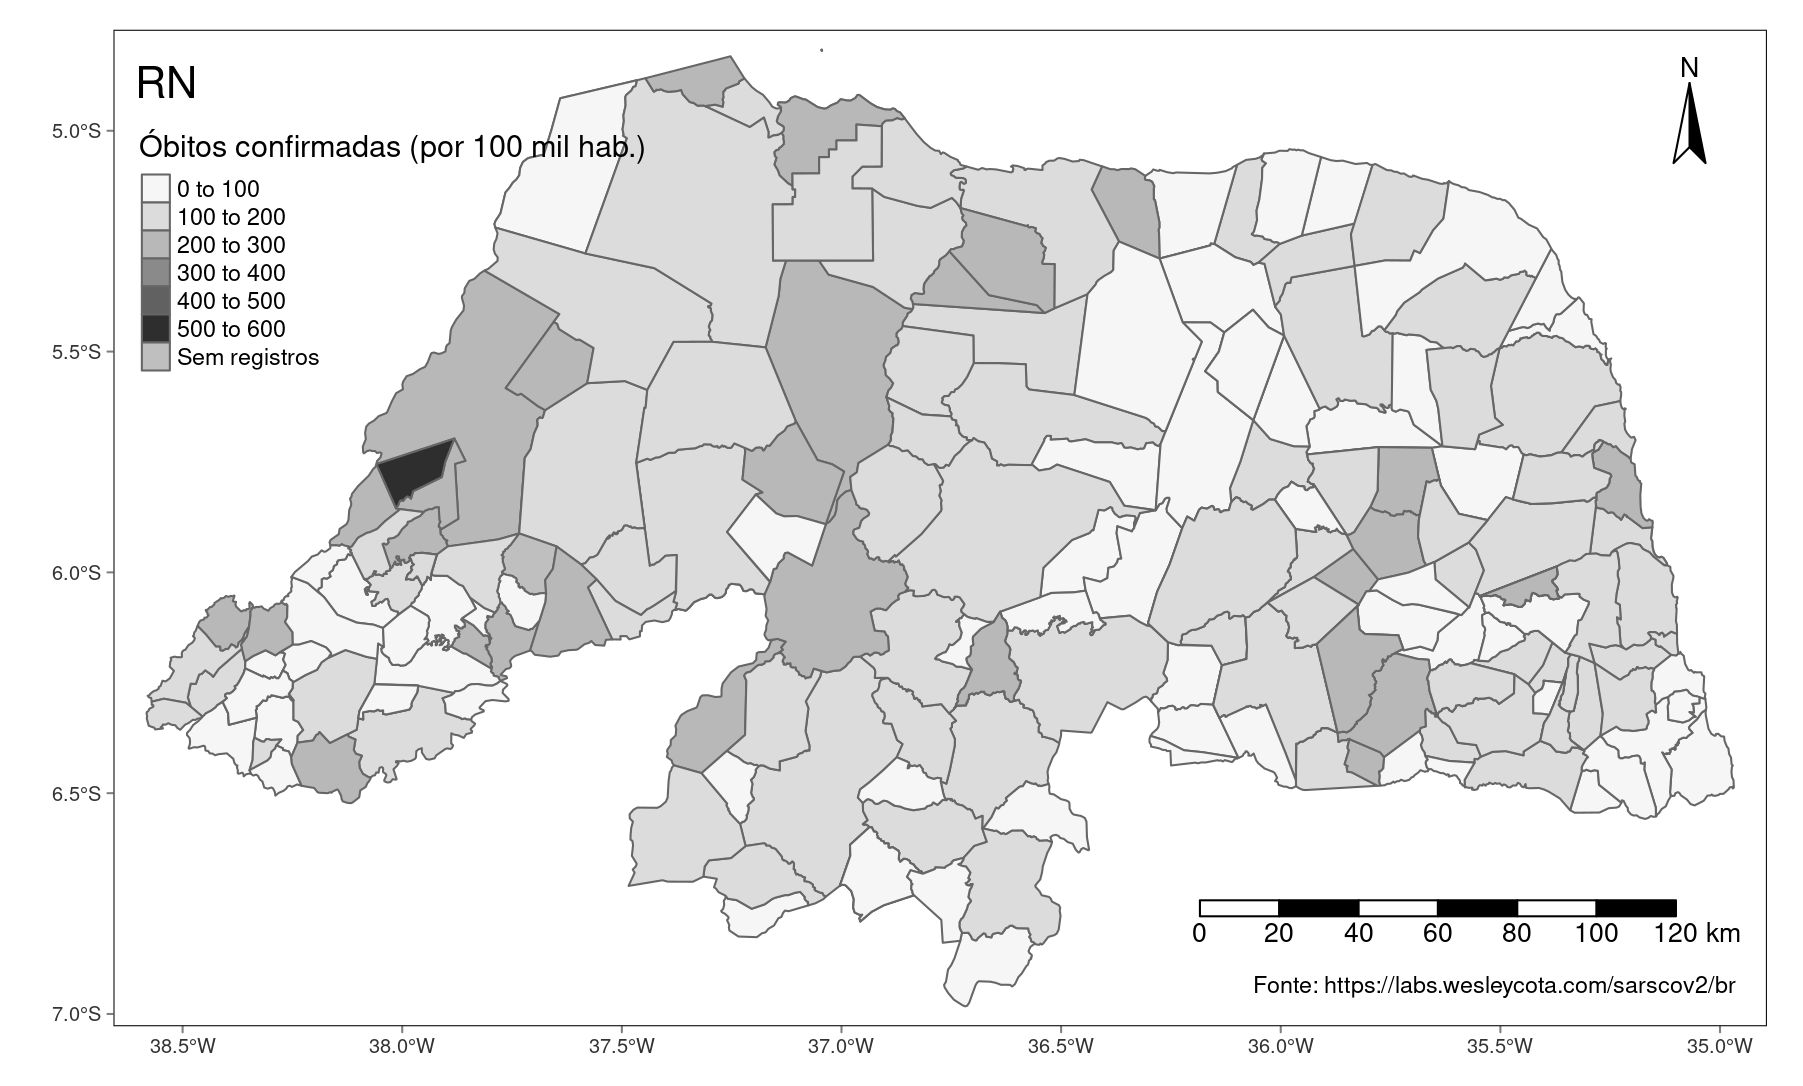 RN
N
Óbitos confirmadas (por 100 mil hab.)
0 to 100
100 to 200
200 to 300
300 to 400
400 to 500
500 to 600
Sem registros
5.0°S
5.5°S
6.0°S
6.5°S
7.0°S
0 20 40 60 80 100 120 km
Fonte: https://labs.wesleycota.com/sarscov2/br
38.5°W 38.0°W 37.5°W 37.0°W 36.5°W 36.0°W 35.5°W 35.0°W